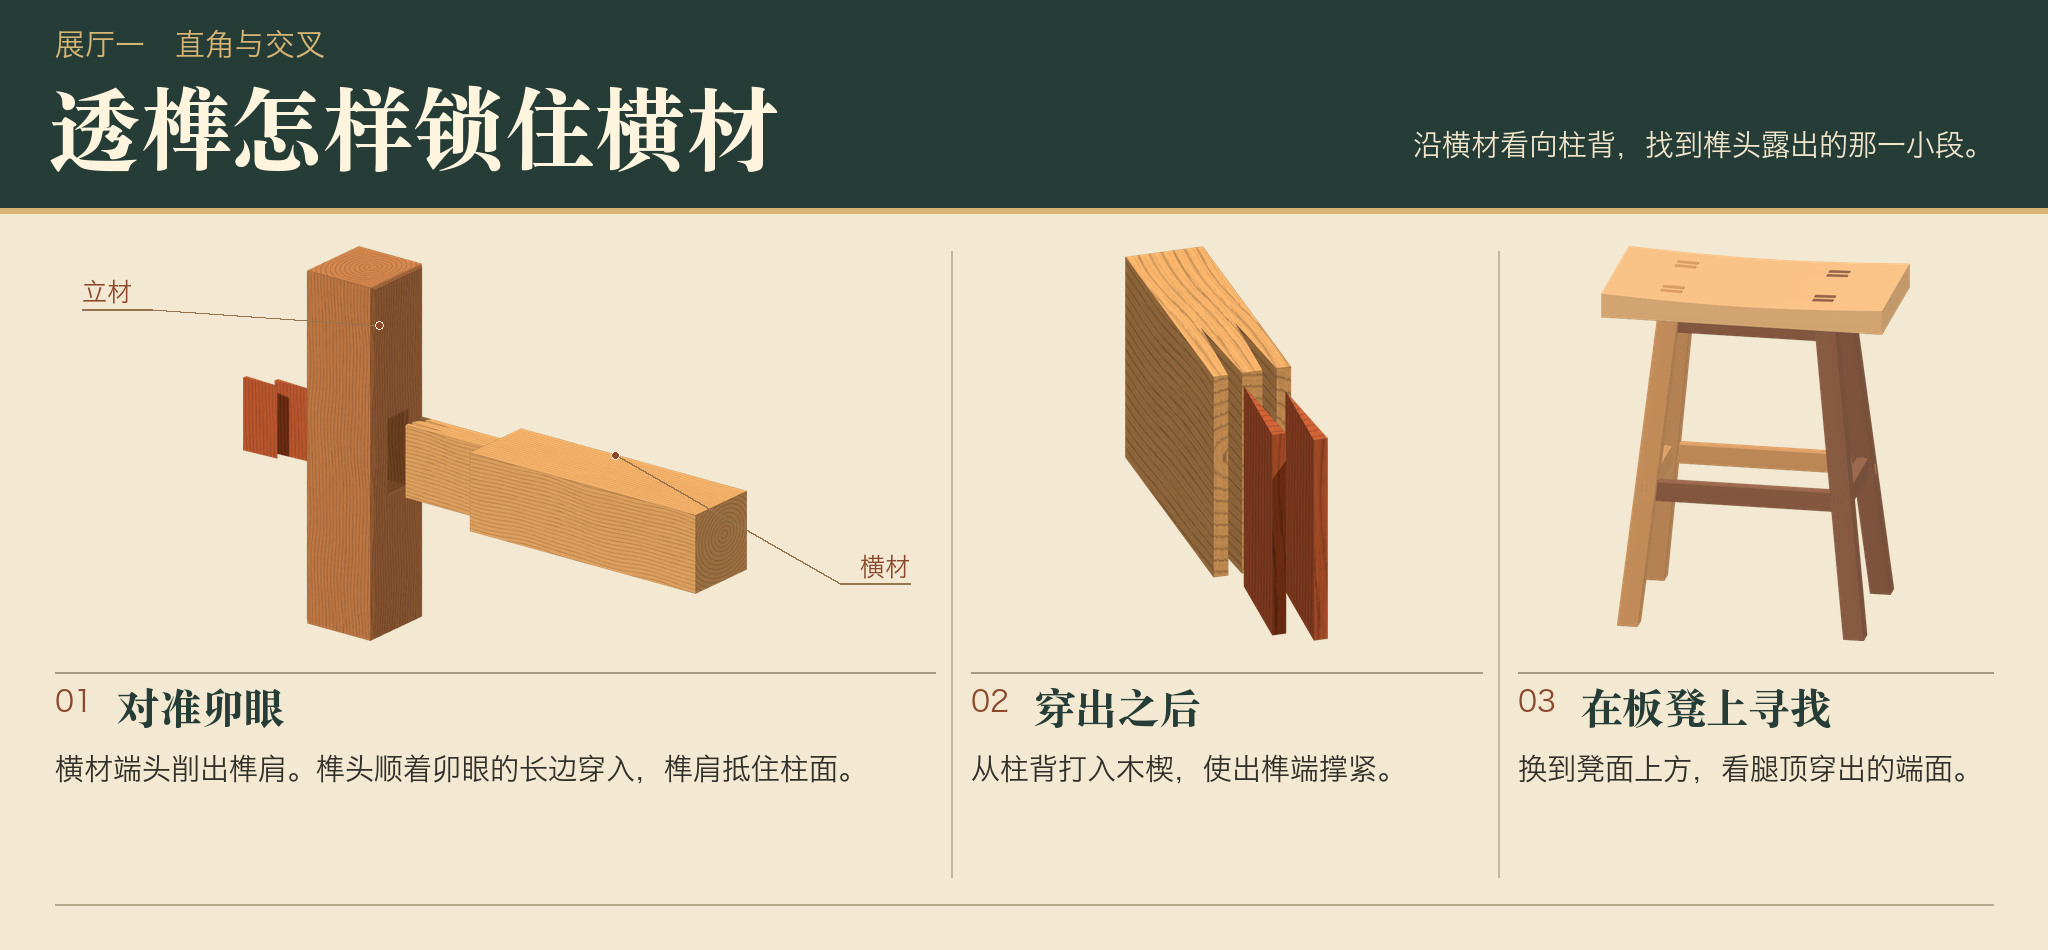 展厅一　直角与交叉
透榫怎样锁住横材
沿横材看向柱背，找到榫头露出的那一小段。
立材
横材
01 对准卯眼
横材端头削出榫肩。榫头顺着卯眼的长边穿入，榫肩抵住柱面。
02 穿出之后
从柱背打入木楔，使出榫端撑紧。
03 在板凳上寻找
换到凳面上方，看腿顶穿出的端面。